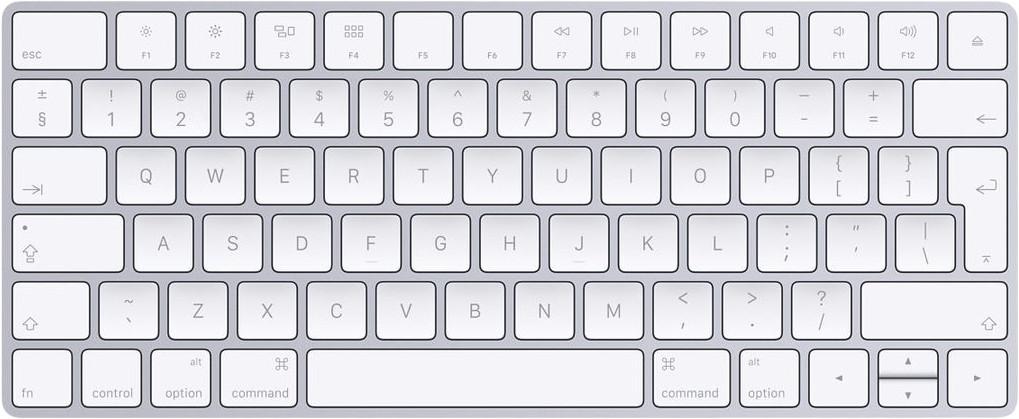 esc F1 F2 F3 F4 F5 F6 F7 F8 F9 F10 F11 F12
± ! @ # $ % ^ & * ( ) — +
§ 1 2 3 4 5 6 7 8 9 0 - =
Q W E R T Y U I O P { }
[ ]
A S D F G H J K L : " |
; , \
~ Z X C V B N M < > ?
` , . /
alt ⌘ ⌘ alt
fn control option command command option